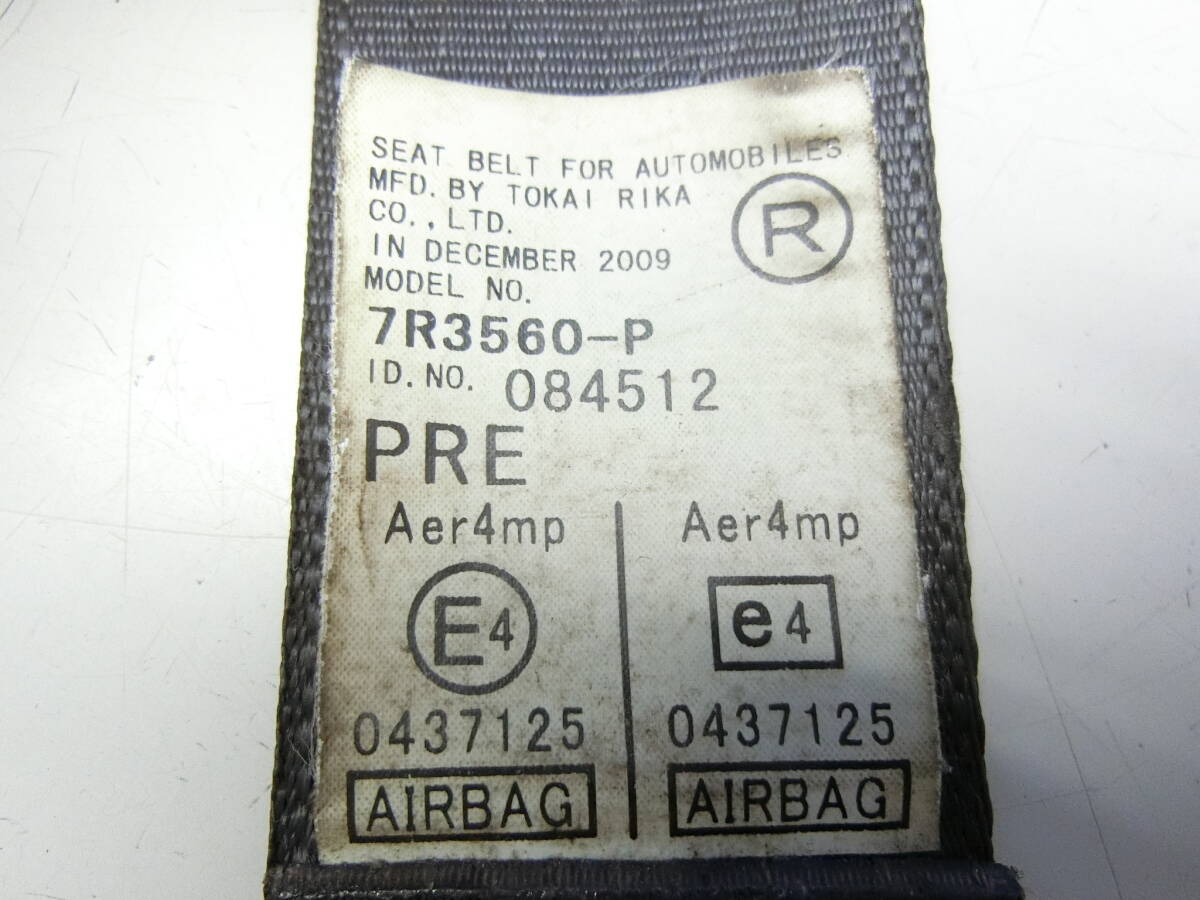 SEAT BELT FOR AUTOMOBILES
MFD. BY TOKAI RIKA
CO., LTD.
R
IN DECEMBER 2009
MODEL NO.
7R3560-P
ID. NO. 084512
PRE
Aer4mp Aer4mp
E4 e4
0437125 0437125
AIRBAG AIRBAG